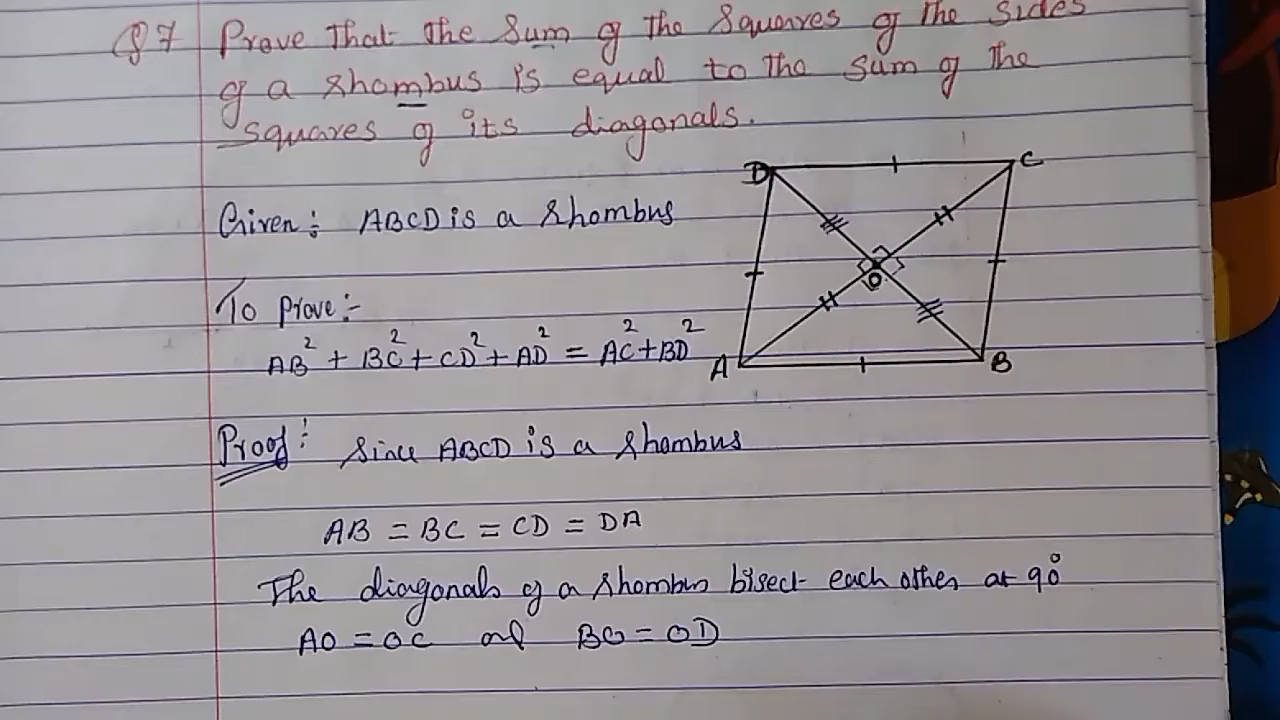 Q7 Prove that the Sum of the Squares of the Sides
of a rhombus is equal to the sum of the
squares of its diagonals.
D
C
Given: ABCD is a rhombus
O
To Prove:-
AB² + BC² + CD² + AD² = AC² + BD²
A
B
Proof: Since ABCD is a rhombus
AB = BC = CD = DA
The diagonals of a rhombus bisect each other at 90°
AO = OC and BO = OD